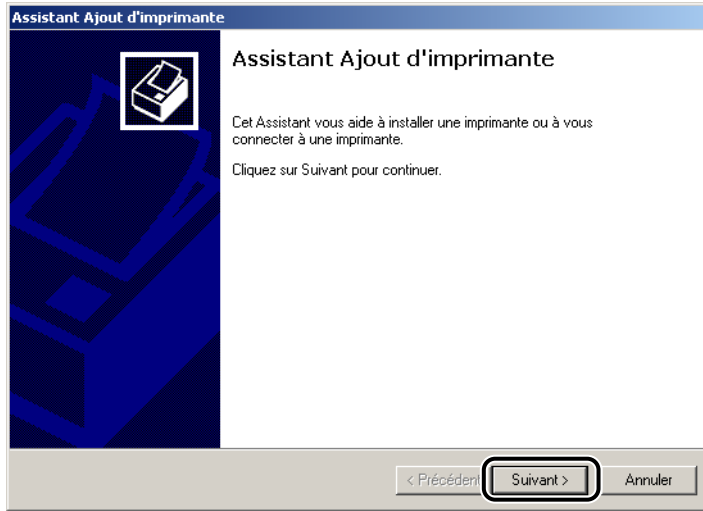 Assistant Ajout d'imprimante
Assistant Ajout d'imprimante
Cet Assistant vous aide à installer une imprimante ou à vous
connecter à une imprimante.
Cliquez sur Suivant pour continuer.
< Précédent
Suivant >
Annuler